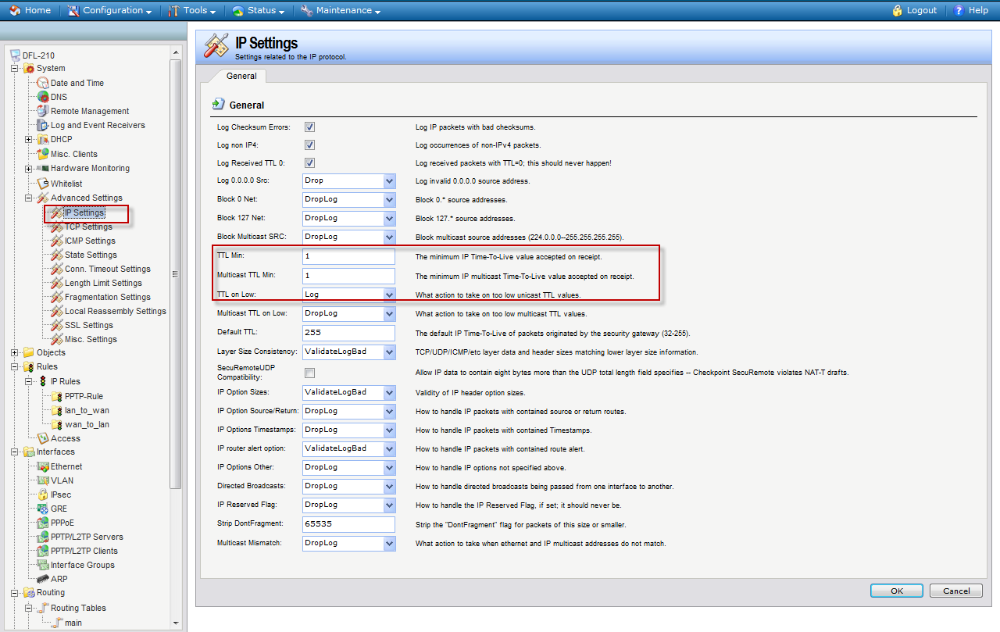 Home Configuration Tools Status Maintenance Logout Help
DFL-210
System
Date and Time
DNS
Remote Management
Log and Event Receivers
DHCP
Misc. Clients
Hardware Monitoring
Whitelist
Advanced Settings
IP Settings
TCP Settings
ICMP Settings
State Settings
Conn. Timeout Settings
Length Limit Settings
Fragmentation Settings
Local Reassembly Settings
SSL Settings
Misc. Settings
Objects
Rules
IP Rules
PPTP-Rule
lan_to_wan
wan_to_lan
Access
Interfaces
Ethernet
VLAN
IPsec
GRE
PPPoE
PPTP/L2TP Servers
PPTP/L2TP Clients
Interface Groups
ARP
Routing
Routing Tables
main
IP Settings
Settings related to the IP protocol.
General
General
Log Checksum Errors: Log IP packets with bad checksums.
Log non IP4: Log occurrences of non-IPv4 packets.
Log Received TTL 0: Log received packets with TTL=0; this should never happen!
Log 0.0.0.0 Src: Drop Log invalid 0.0.0.0 source address.
Block 0 Net: DropLog Block 0.* source addresses.
Block 127 Net: DropLog Block 127.* source addresses.
Block Multicast SRC: DropLog Block multicast source addresses (224.0.0.0--255.255.255.255).
TTL Min: 1 The minimum IP Time-To-Live value accepted on receipt.
Multicast TTL Min: 1 The minimum IP multicast Time-To-Live value accepted on receipt.
TTL on Low: Log What action to take on too low unicast TTL values.
Multicast TTL on Low: DropLog What action to take on too low multicast TTL values.
Default TTL: 255 The default IP Time-To-Live of packets originated by the security gateway (32-255).
Layer Size Consistency: ValidateLogBad TCP/UDP/ICMP/etc layer data and header sizes matching lower layer size information.
SecuRemoteUDP
Compatibility: Allow IP data to contain eight bytes more than the UDP total length field specifies -- Checkpoint SecuRemote violates NAT-T drafts.
IP Option Sizes: ValidateLogBad Validity of IP header option sizes.
IP Option Source/Return: DropLog How to handle IP packets with contained source or return routes.
IP Options Timestamps: DropLog How to handle IP packets with contained Timestamps.
IP router alert option: ValidateLogBad How to handle IP packets with contained route alert.
IP Options Other: DropLog How to handle IP options not specified above.
Directed Broadcasts: DropLog How to handle directed broadcasts being passed from one interface to another.
IP Reserved Flag: DropLog How to handle the IP Reserved Flag, if set; it should never be.
Strip DontFragment: 65535 Strip the "DontFragment" flag for packets of this size or smaller.
Multicast Mismatch: DropLog What action to take when ethernet and IP multicast addresses do not match.
OK Cancel